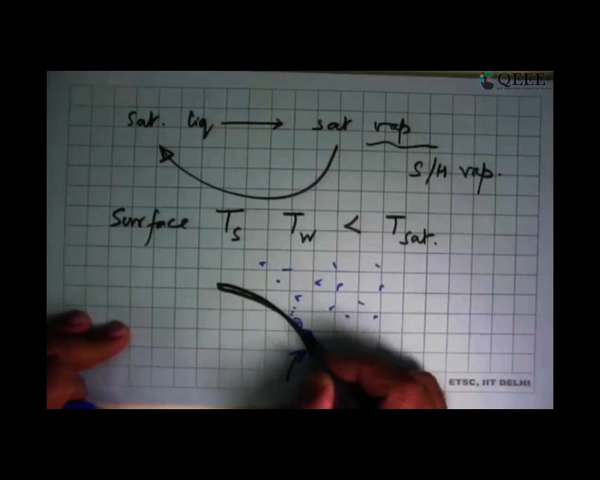 QEEE
Sat. liq → sat vap
S/H vap.
Surface Ts Tw < Tsat.
ETSC, IIT DELHI